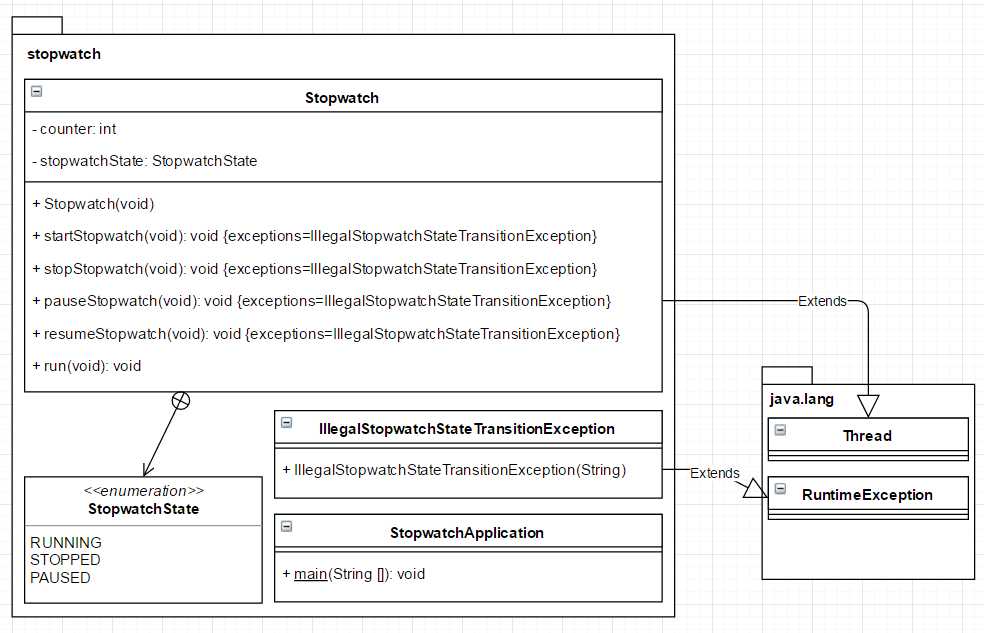 stopwatch
Stopwatch
- counter: int
- stopwatchState: StopwatchState
+ Stopwatch(void)
+ startStopwatch(void): void {exceptions=IllegalStopwatchStateTransitionException}
+ stopStopwatch(void): void {exceptions=IllegalStopwatchStateTransitionException}
+ pauseStopwatch(void): void {exceptions=IllegalStopwatchStateTransitionException}
+ resumeStopwatch(void): void {exceptions=IllegalStopwatchStateTransitionException}
+ run(void): void
Extends
java.lang
Thread
RuntimeException
IllegalStopwatchStateTransitionException
+ IllegalStopwatchStateTransitionException(String)
Extends
<<enumeration>>
StopwatchState
RUNNING
STOPPED
PAUSED
StopwatchApplication
+ main(String []): void